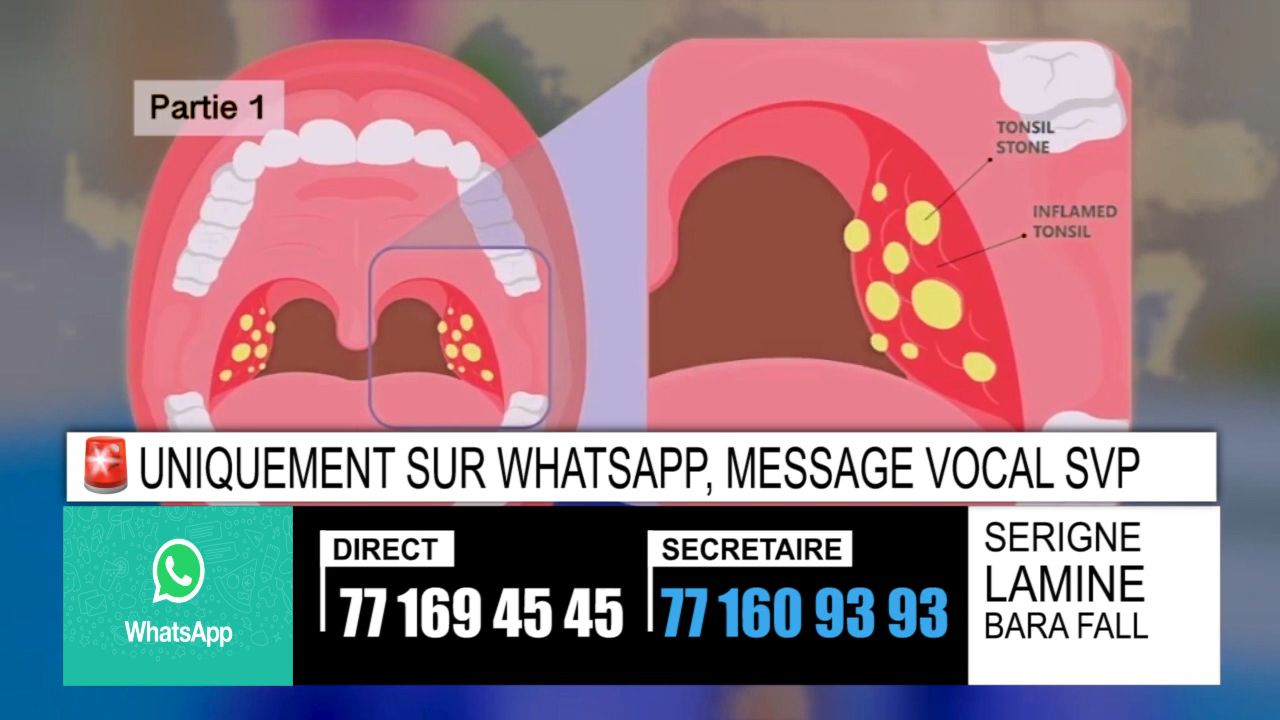 Partie 1
TONSIL
STONE
INFLAMED
TONSIL
🚨 UNIQUEMENT SUR WHATSAPP, MESSAGE VOCAL SVP
WhatsApp
DIRECT
77 169 45 45
SECRETAIRE
77 160 93 93
SERIGNE
LAMINE
BARA FALL